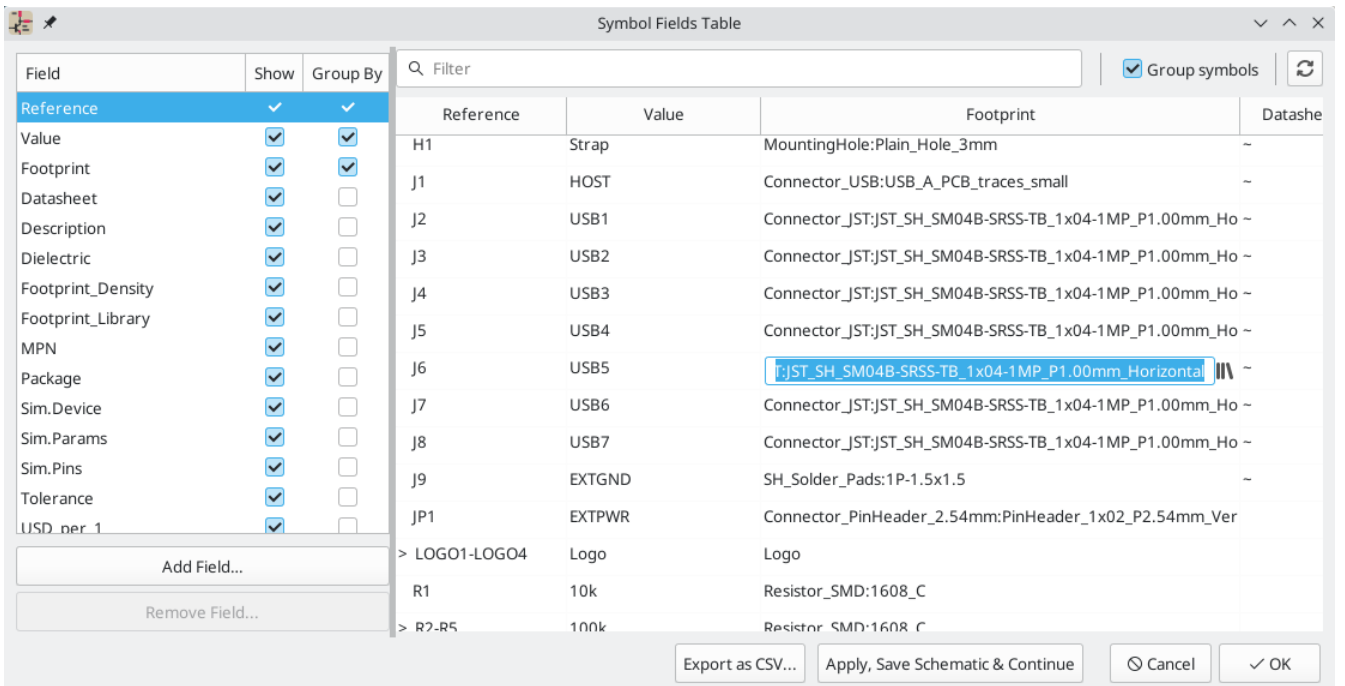 Symbol Fields Table
Field Show Group By
Reference
Value
Footprint
Datasheet
Description
Dielectric
Footprint_Density
Footprint_Library
MPN
Package
Sim.Device
Sim.Params
Sim.Pins
Tolerance
USD_per_1
Add Field...
Remove Field...
Filter
Group symbols
Reference Value Footprint Datashe
H1 Strap MountingHole:Plain_Hole_3mm ~
J1 HOST Connector_USB:USB_A_PCB_traces_small ~
J2 USB1 Connector_JST:JST_SH_SM04B-SRSS-TB_1x04-1MP_P1.00mm_Ho ~
J3 USB2 Connector_JST:JST_SH_SM04B-SRSS-TB_1x04-1MP_P1.00mm_Ho ~
J4 USB3 Connector_JST:JST_SH_SM04B-SRSS-TB_1x04-1MP_P1.00mm_Ho ~
J5 USB4 Connector_JST:JST_SH_SM04B-SRSS-TB_1x04-1MP_P1.00mm_Ho ~
J6 USB5 T:JST_SH_SM04B-SRSS-TB_1x04-1MP_P1.00mm_Horizontal ~
J7 USB6 Connector_JST:JST_SH_SM04B-SRSS-TB_1x04-1MP_P1.00mm_Ho ~
J8 USB7 Connector_JST:JST_SH_SM04B-SRSS-TB_1x04-1MP_P1.00mm_Ho ~
J9 EXTGND SH_Solder_Pads:1P-1.5x1.5 ~
JP1 EXTPWR Connector_PinHeader_2.54mm:PinHeader_1x02_P2.54mm_Ver
> LOGO1-LOGO4 Logo Logo
R1 10k Resistor_SMD:1608_C
> R2-R5 100k Resistor_SMD:1608_C
Export as CSV... Apply, Save Schematic & Continue Cancel OK